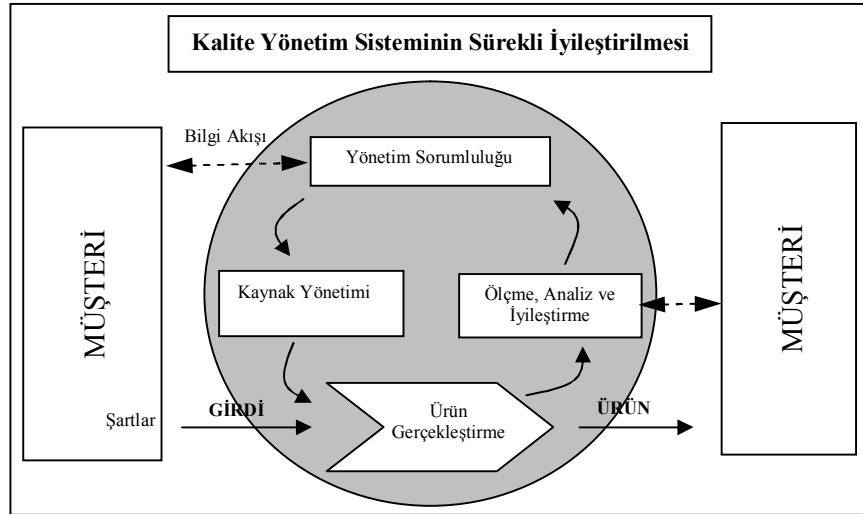 Kalite Yönetim Sisteminin Sürekli İyileştirilmesi
Bilgi Akışı
Yönetim Sorumluluğu
MÜŞTERİ
Kaynak Yönetimi
Ölçme, Analiz ve
İyileştirme
MÜŞTERİ
Şartlar
GİRDİ
Ürün
Gerçekleştirme
ÜRÜN